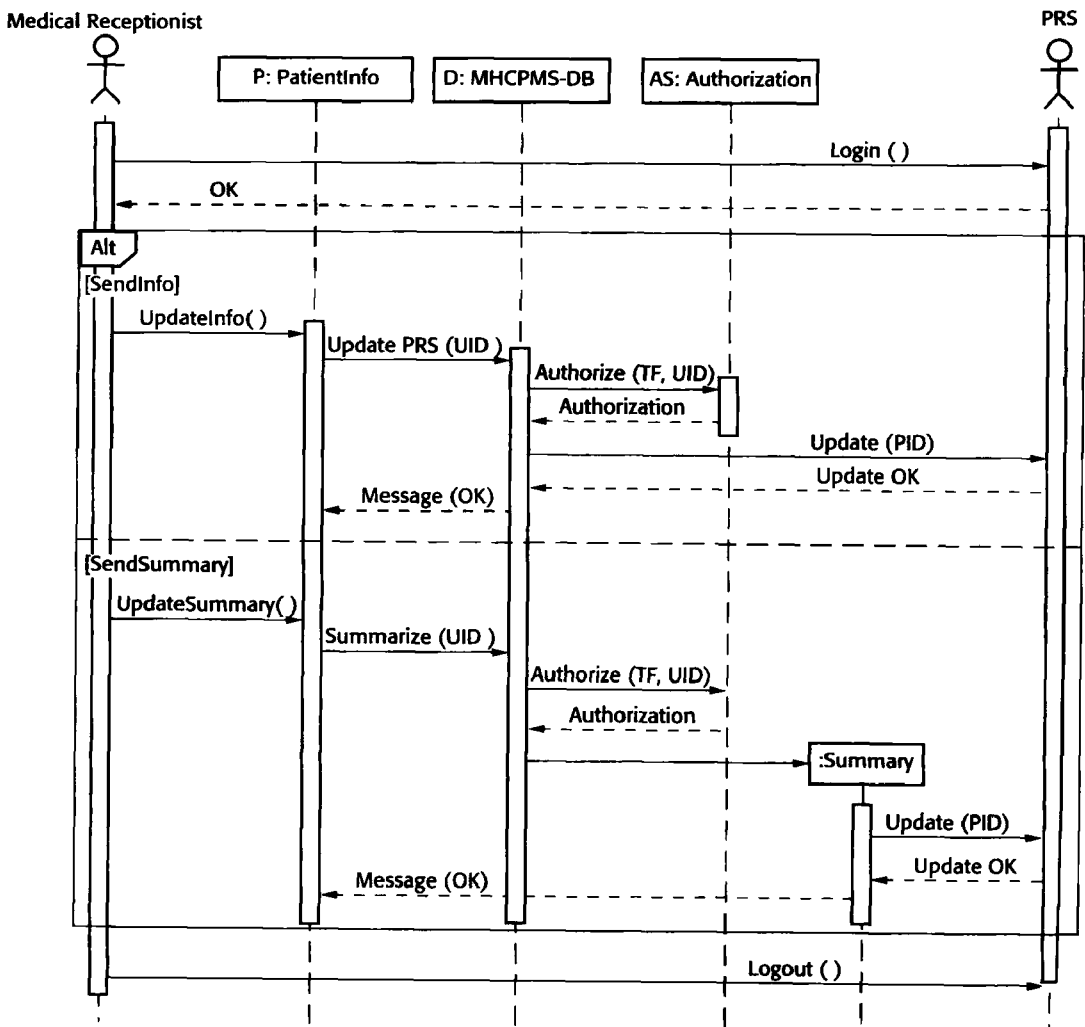 Medical Receptionist
PRS
P: PatientInfo
D: MHCPMS-DB
AS: Authorization
Login ( )
OK
Alt
[SendInfo]
UpdateInfo( )
Update PRS (UID )
Authorize (TF, UID)
Authorization
Update (PID)
Update OK
Message (OK)
[SendSummary]
UpdateSummary( )
Summarize (UID )
Authorize (TF, UID)
Authorization
:Summary
Update (PID)
Update OK
Message (OK)
Logout ( )